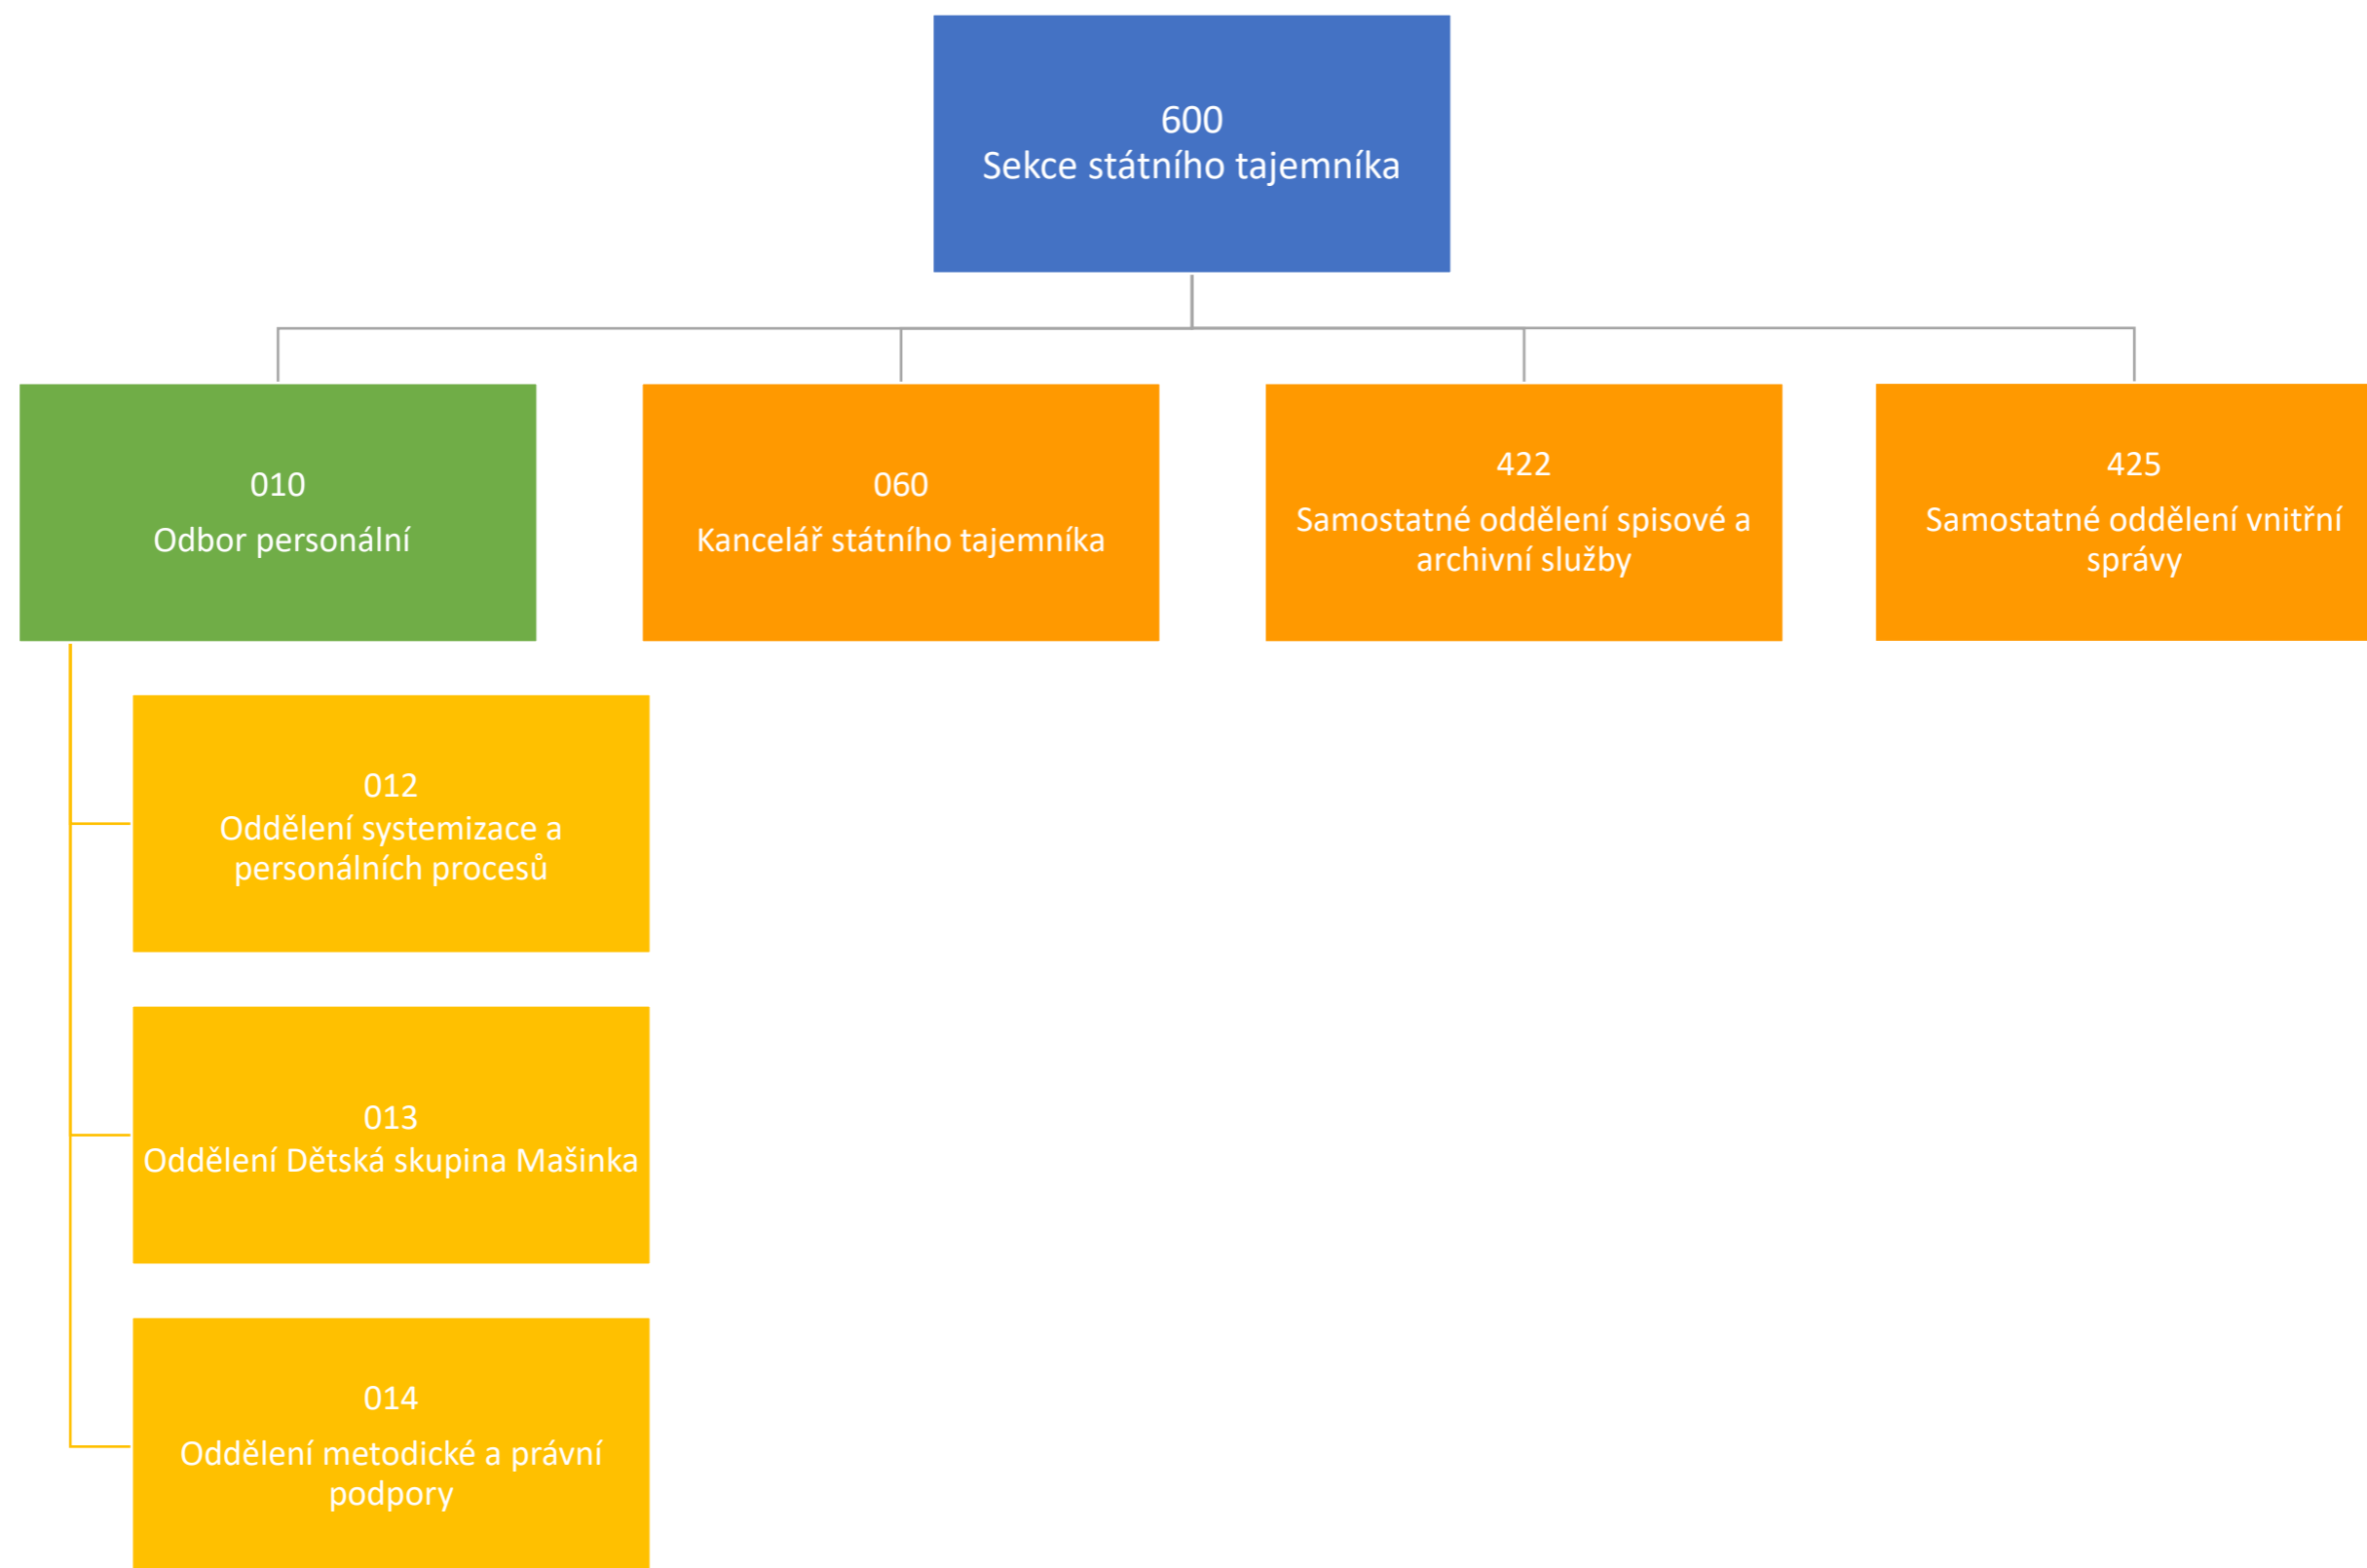 600
Sekce státního tajemníka
010
Odbor personální
060
Kancelář státního tajemníka
422
Samostatné oddělení spisové a
archivní služby
425
Samostatné oddělení vnitřní
správy
012
Oddělení systemizace a
personálních procesů
013
Oddělení Dětská skupina Mašinka
014
Oddělení metodické a právní
podpory